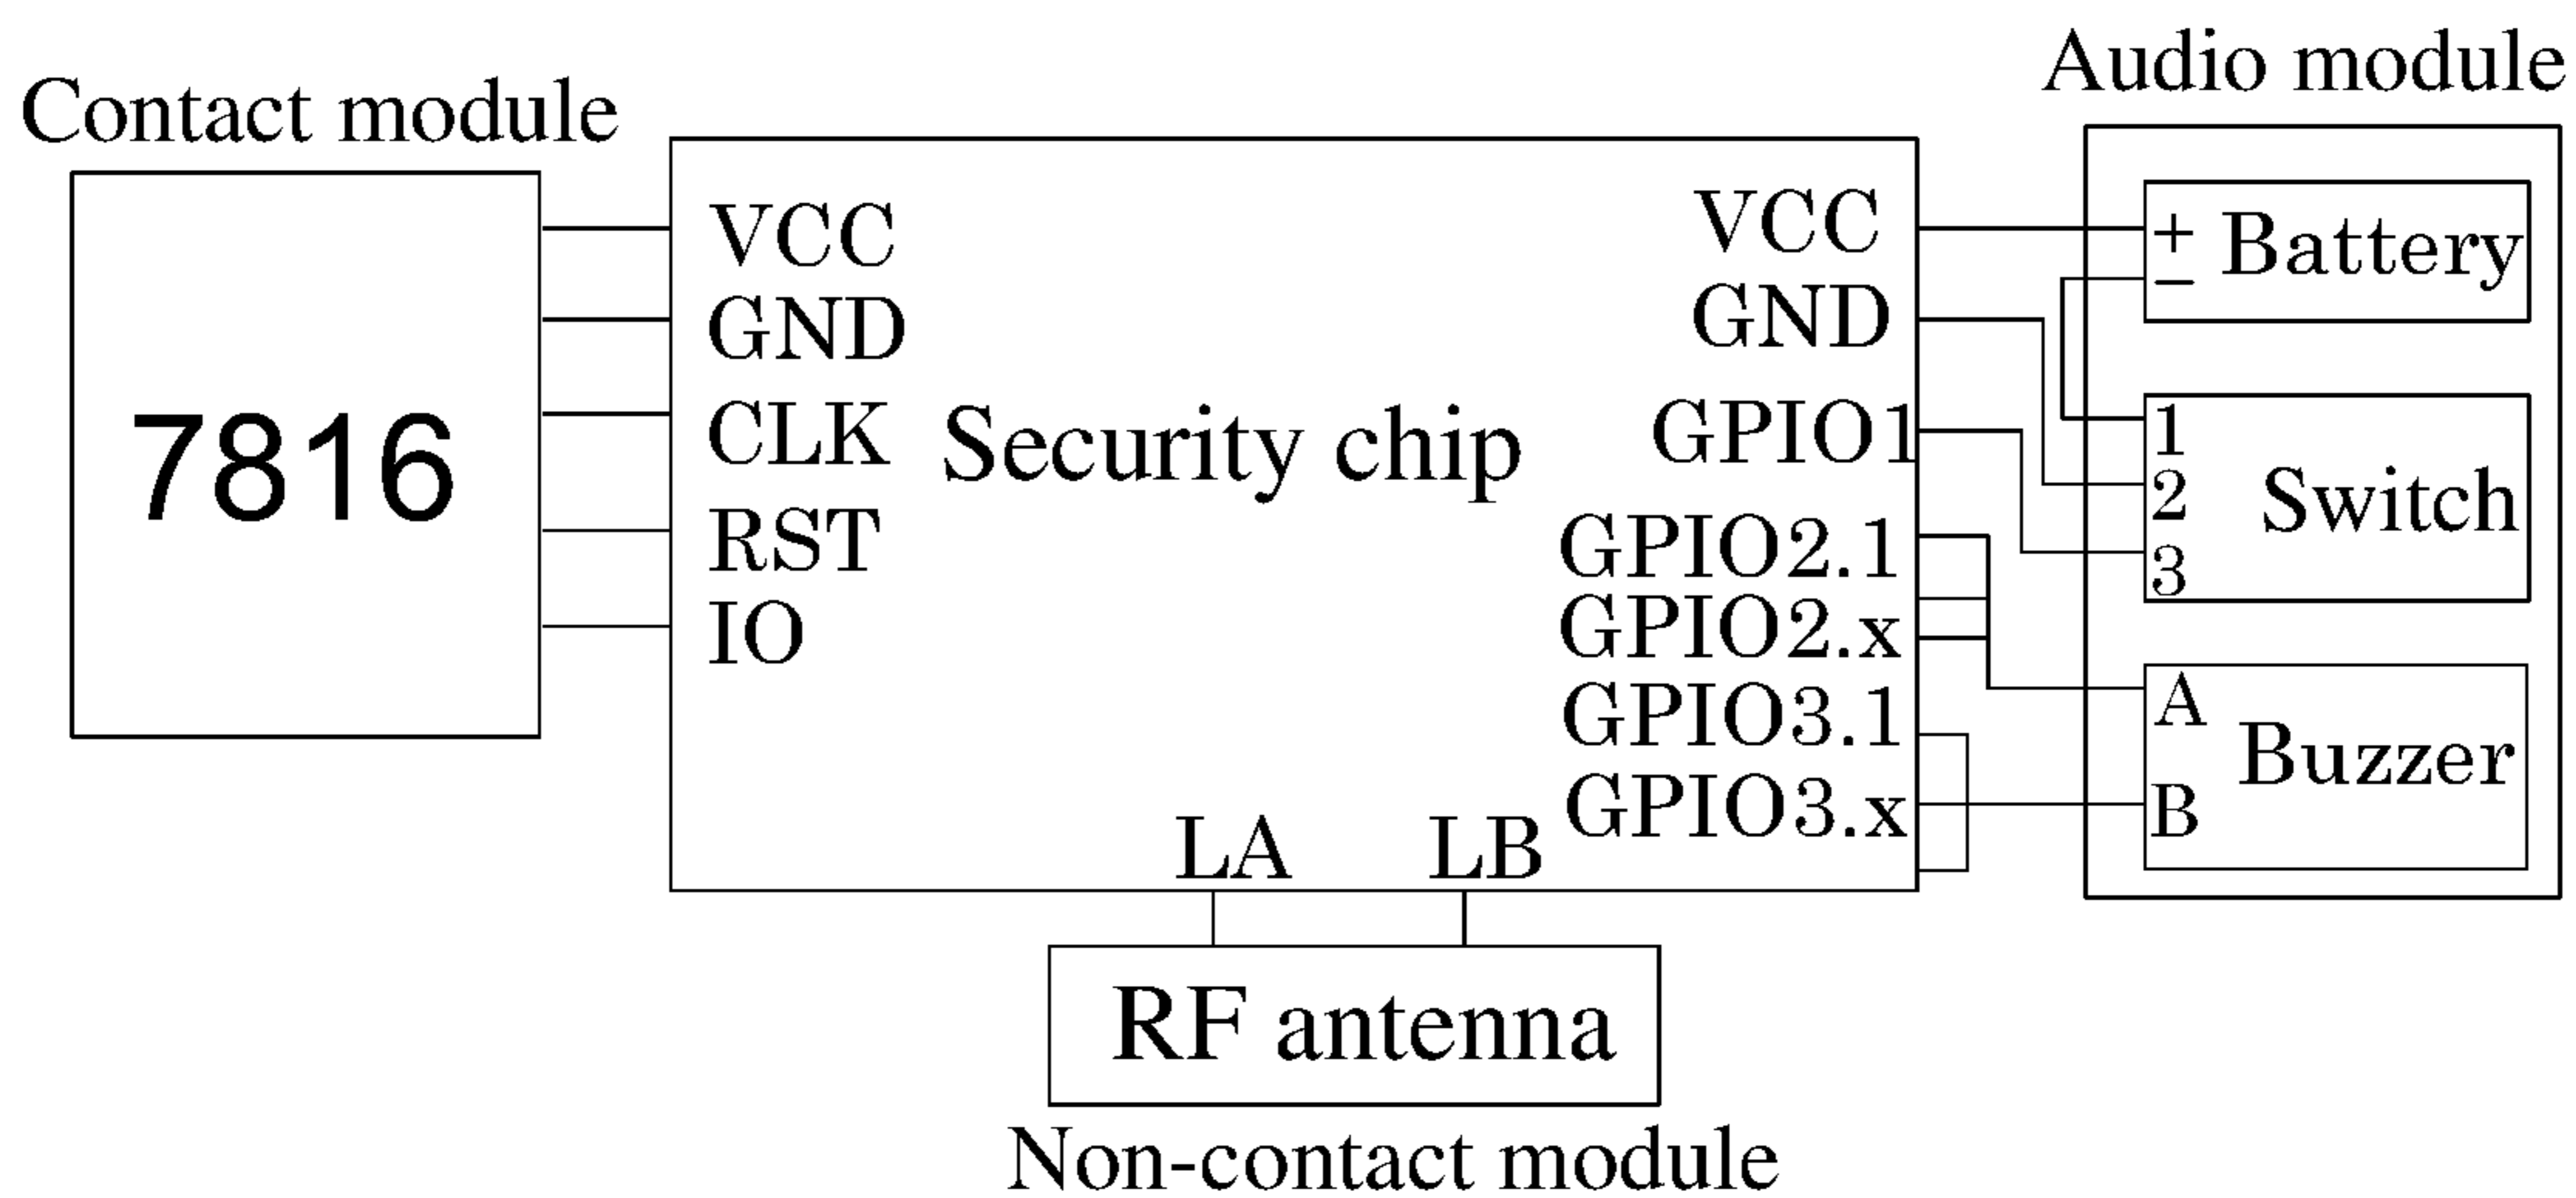 Contact module
7816
VCC
GND
CLK
RST
IO
Security chip
VCC
GND
GPIO1
GPIO2.1
GPIO2.x
GPIO3.1
GPIO3.x
LA LB
Audio module
+
− Battery
1
2 Switch
3
A
Buzzer
B
RF antenna
Non-contact module